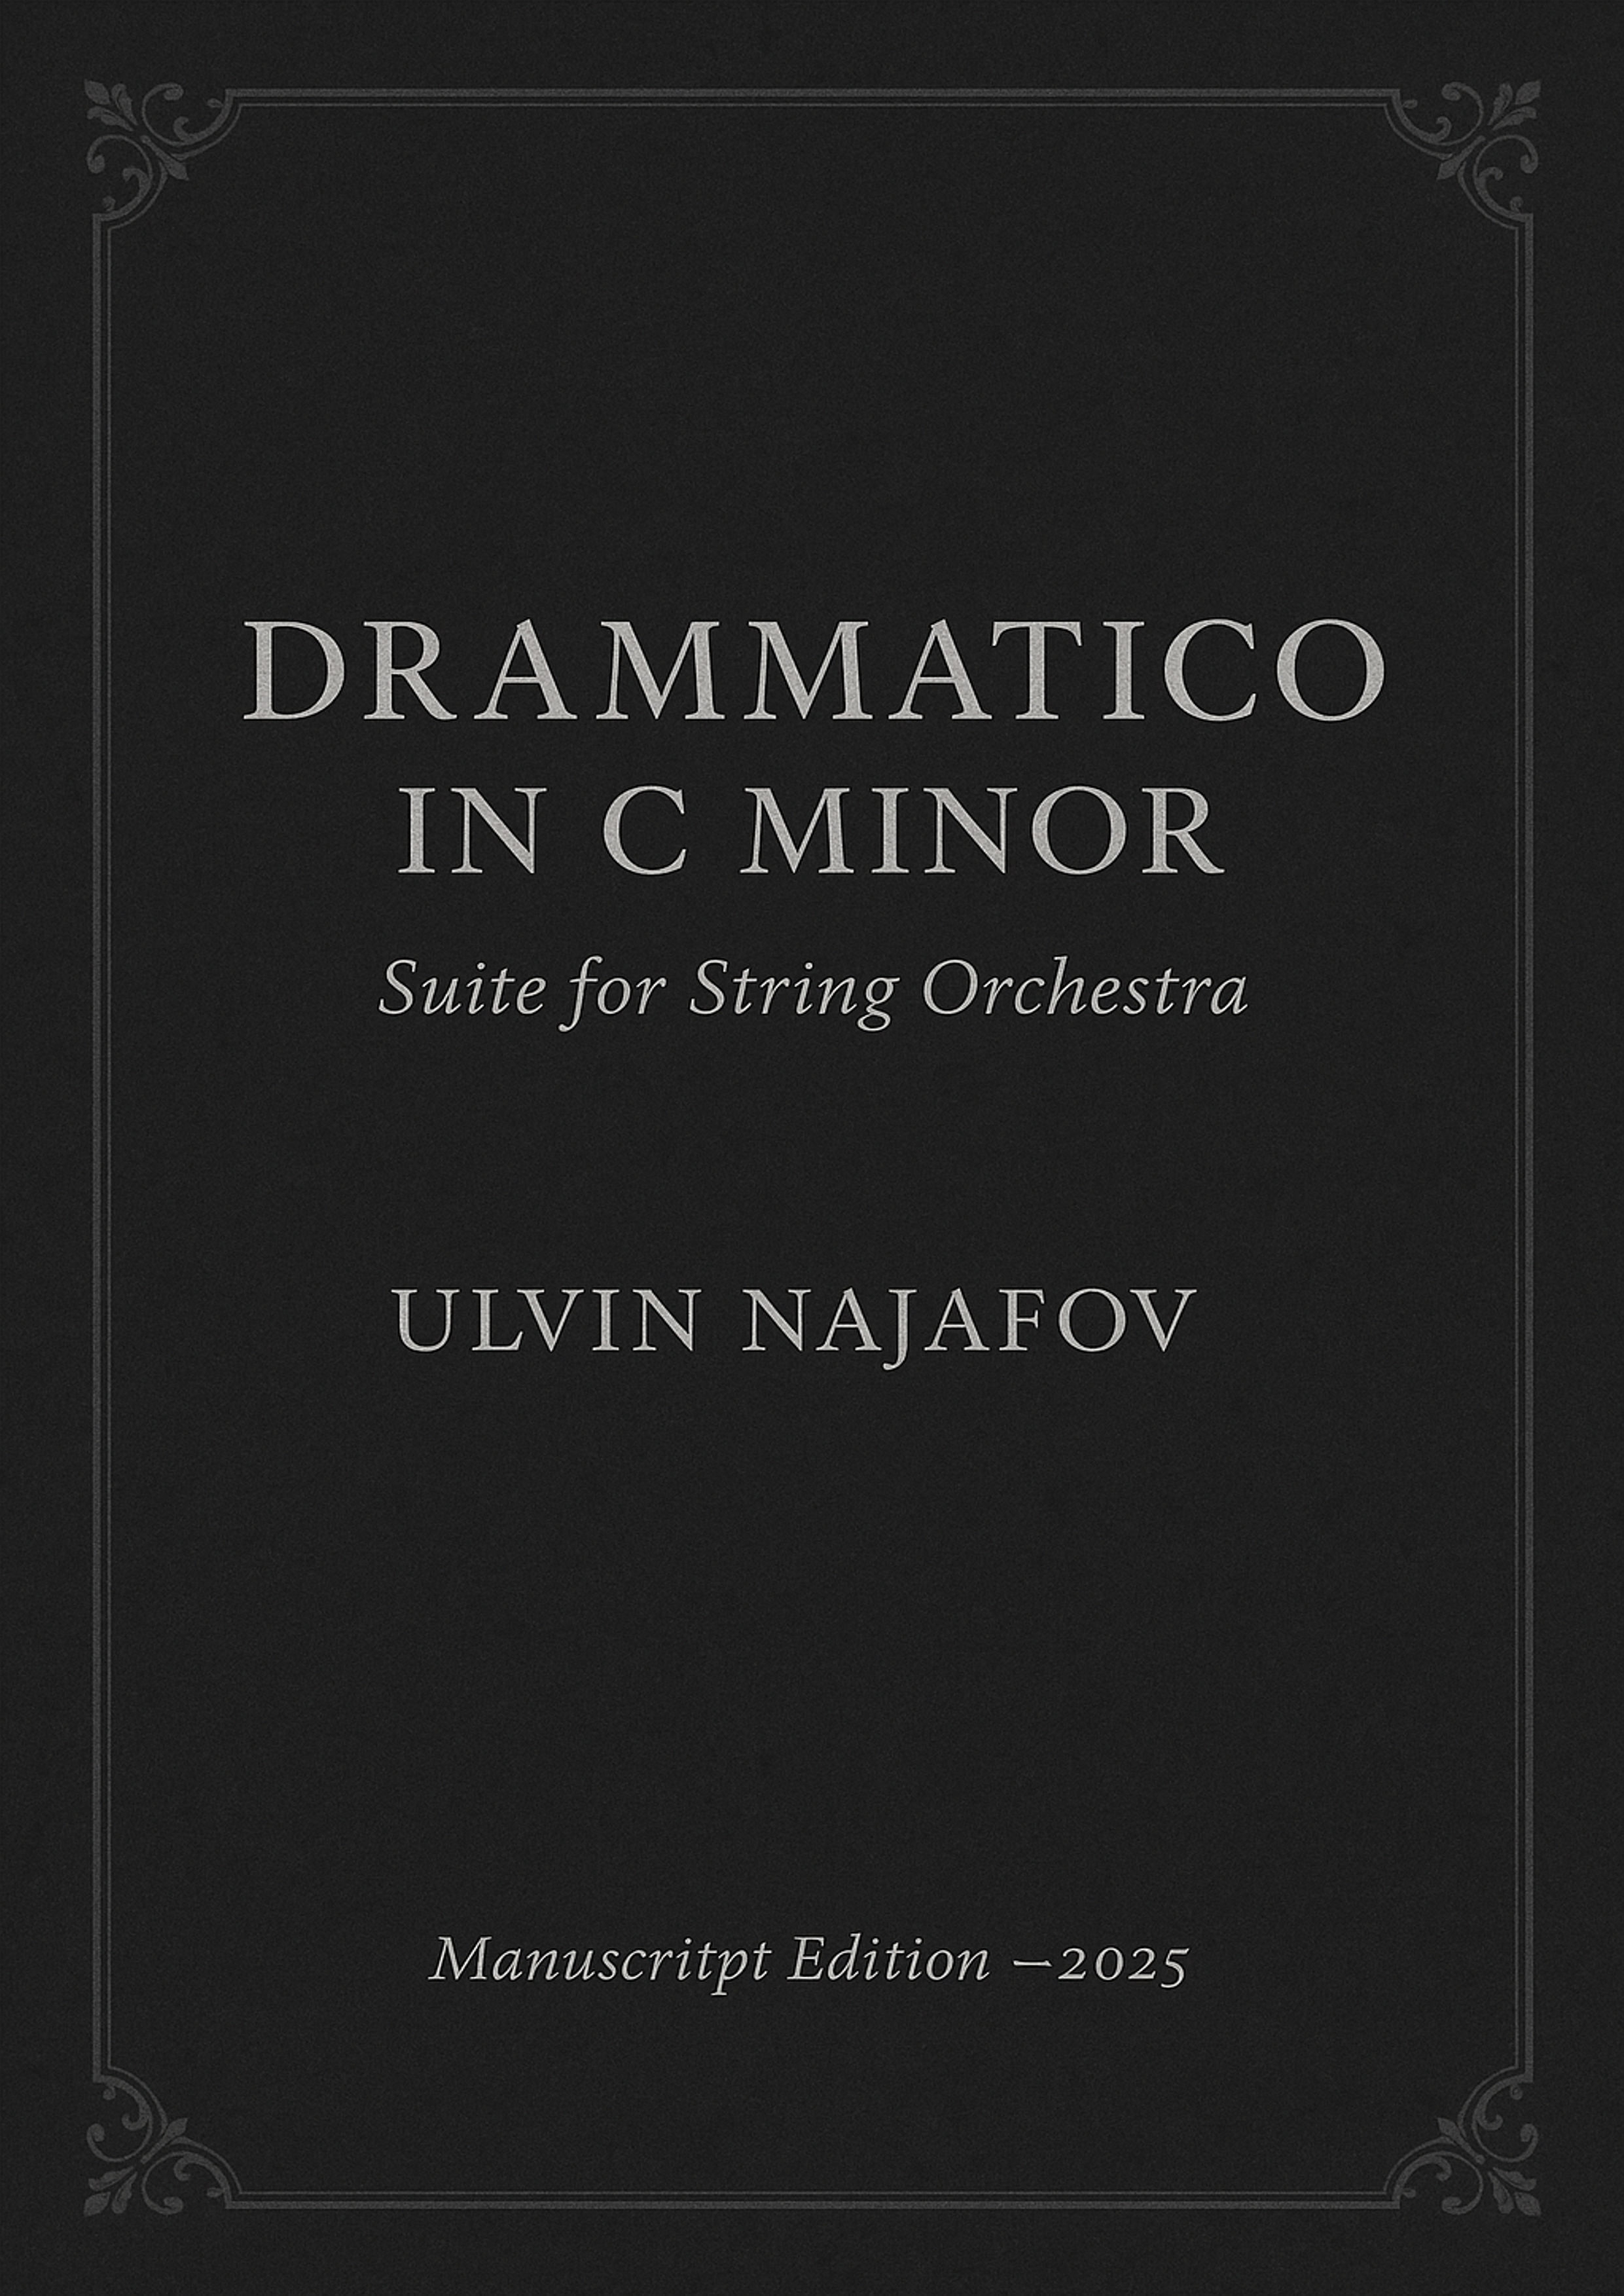 DRAMMATICO
IN C MINOR
Suite for String Orchestra
ULVIN NAJAFOV
Manuscritpt Edition –2025